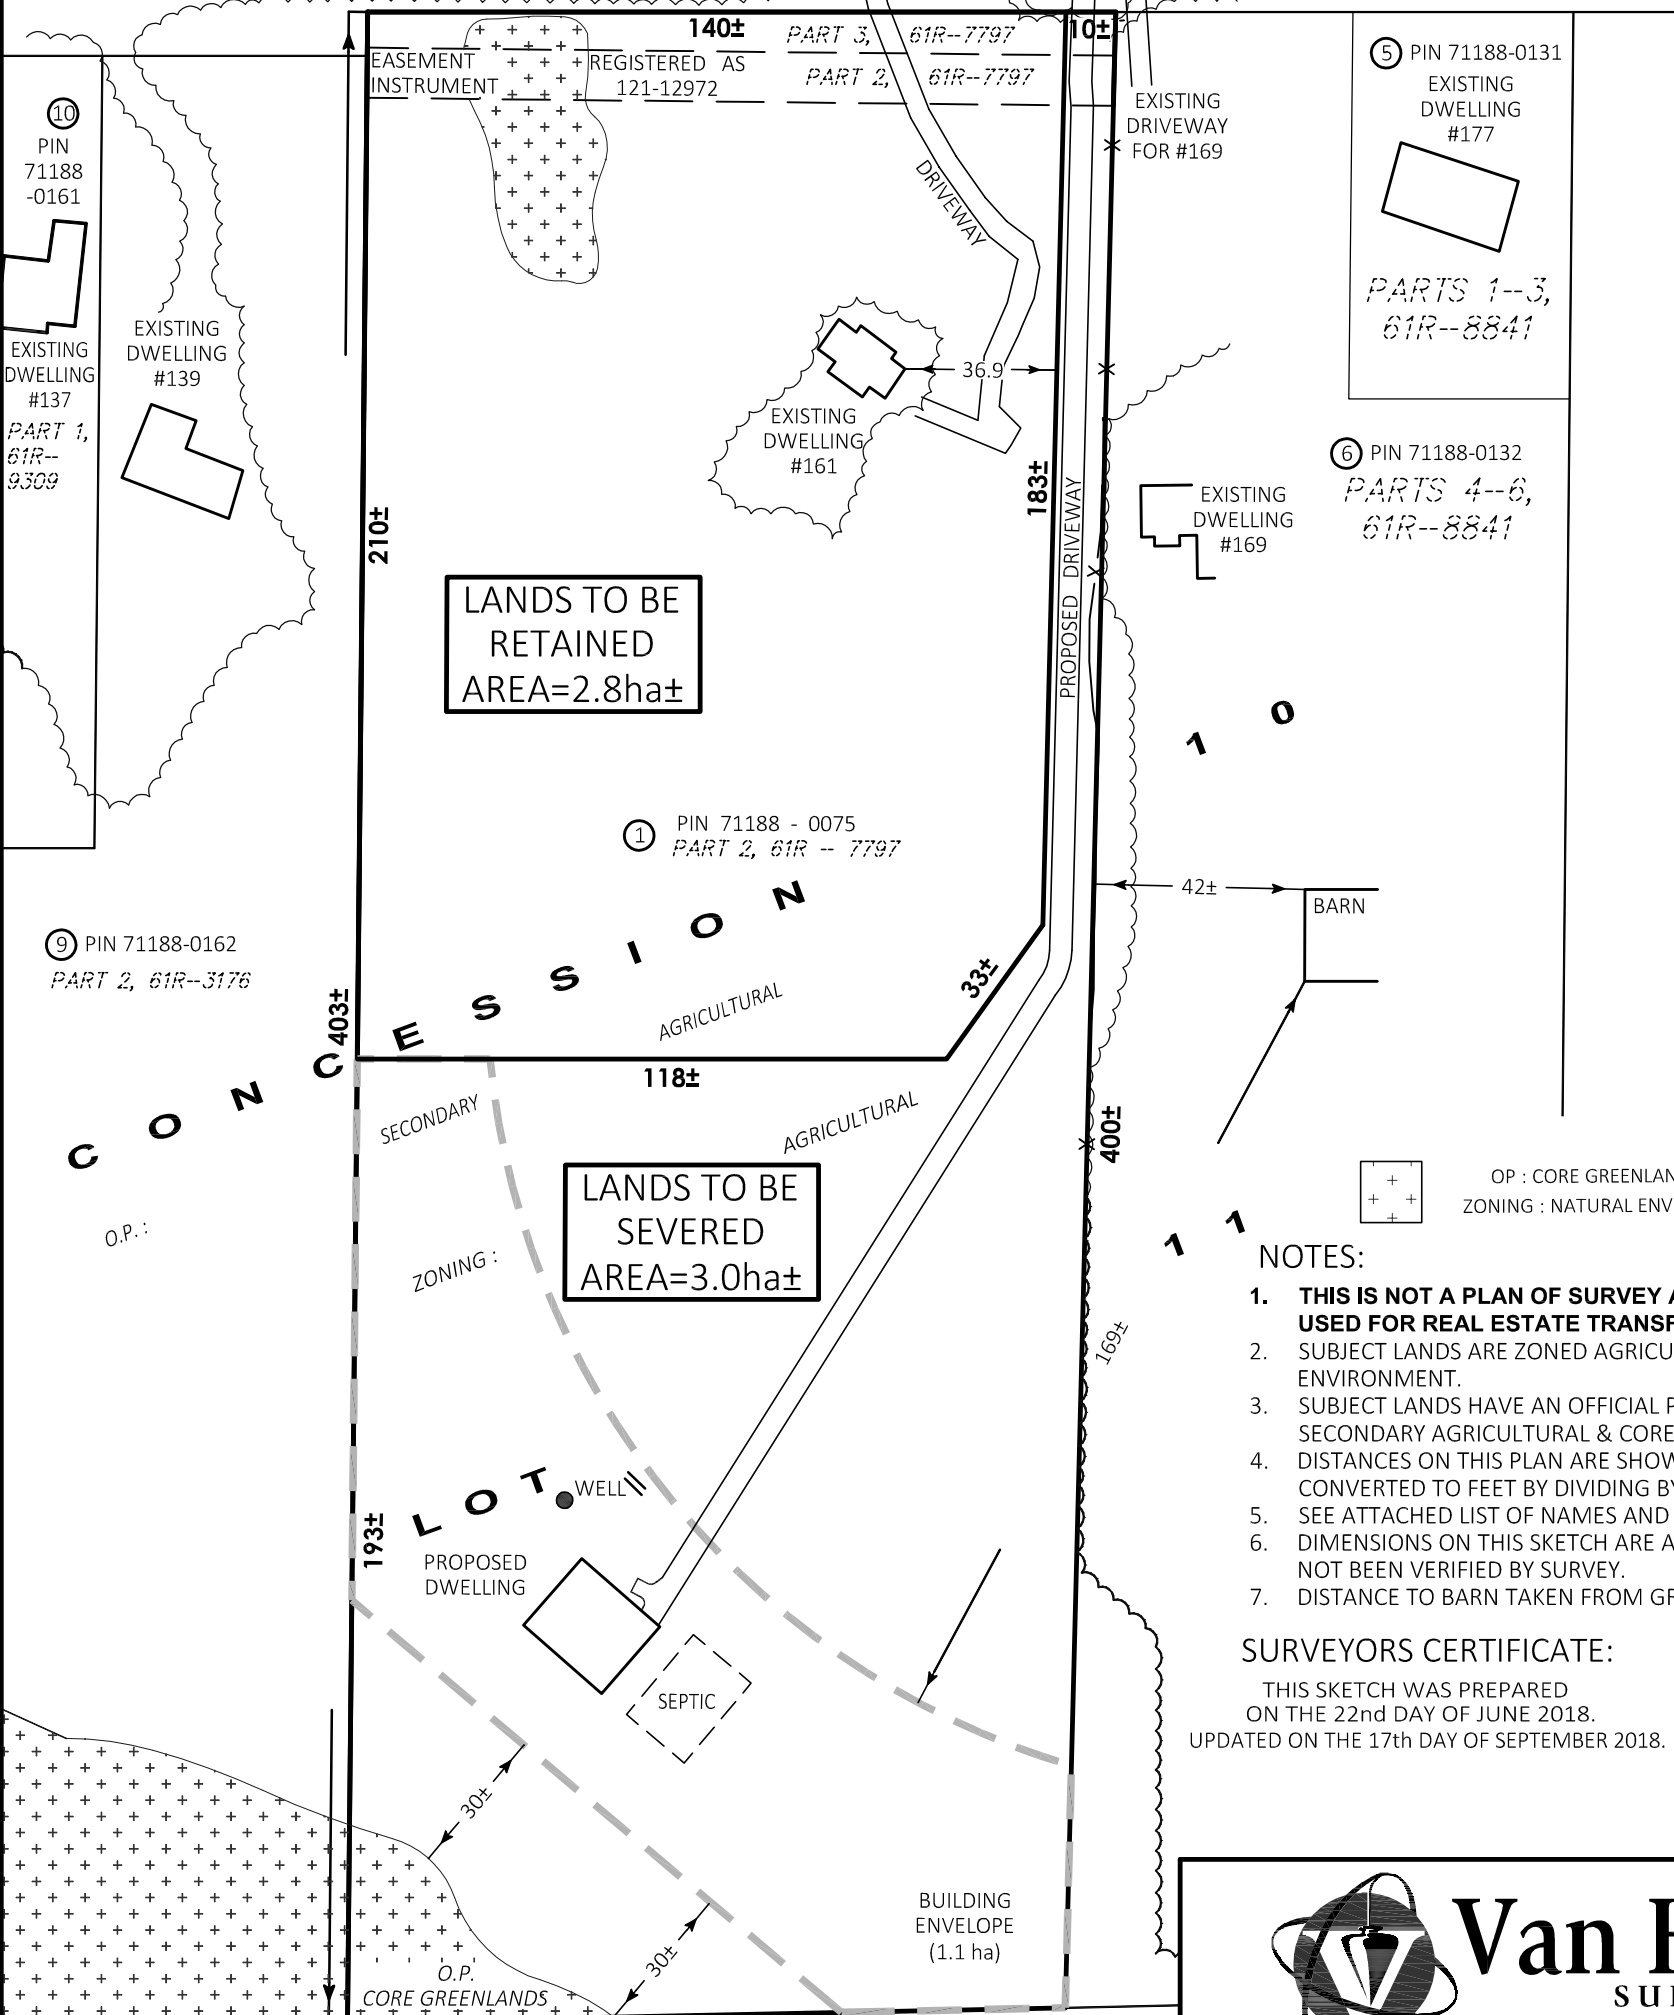 140±
PART 3, 61R--7797
10±
EASEMENT
INSTRUMENT
REGISTERED AS
121-12972
PART 2, 61R--7797
5 PIN 71188-0131
EXISTING
DWELLING
#177
PARTS 1--3,
61R--8841
EXISTING
DRIVEWAY
FOR #169
10
PIN
71188
-0161
EXISTING
DWELLING
#137
PART 1,
61R--
9309
EXISTING
DWELLING
#139
DRIVEWAY
36.9
EXISTING
DWELLING
#161
183±
PROPOSED DRIVEWAY
210±
6 PIN 71188-0132
PARTS 4--6,
61R--8841
EXISTING
DWELLING
#169
LANDS TO BE
RETAINED
AREA=2.8ha±
1 0
1 PIN 71188 - 0075
PART 2, 61R -- 7797
42±
BARN
9 PIN 71188-0162
PART 2, 61R--3176
CONCESSION
403±
33±
AGRICULTURAL
118±
SECONDARY
AGRICULTURAL
400±
O.P. :
ZONING :
LANDS TO BE
SEVERED
AREA=3.0ha±
1 1
169±
OP : CORE GREENLAN
ZONING : NATURAL ENV
NOTES:
1. THIS IS NOT A PLAN OF SURVEY A
USED FOR REAL ESTATE TRANSF
2. SUBJECT LANDS ARE ZONED AGRICU
ENVIRONMENT.
3. SUBJECT LANDS HAVE AN OFFICIAL P
SECONDARY AGRICULTURAL & CORE
4. DISTANCES ON THIS PLAN ARE SHOW
CONVERTED TO FEET BY DIVIDING BY
5. SEE ATTACHED LIST OF NAMES AND
6. DIMENSIONS ON THIS SKETCH ARE A
NOT BEEN VERIFIED BY SURVEY.
7. DISTANCE TO BARN TAKEN FROM GR
LOT
WELL
193±
PROPOSED
DWELLING
SEPTIC
SURVEYORS CERTIFICATE:
THIS SKETCH WAS PREPARED
ON THE 22nd DAY OF JUNE 2018.
UPDATED ON THE 17th DAY OF SEPTEMBER 2018.
30±
30±
BUILDING
ENVELOPE
(1.1 ha)
O.P.
CORE GREENLANDS
Van H
SUR